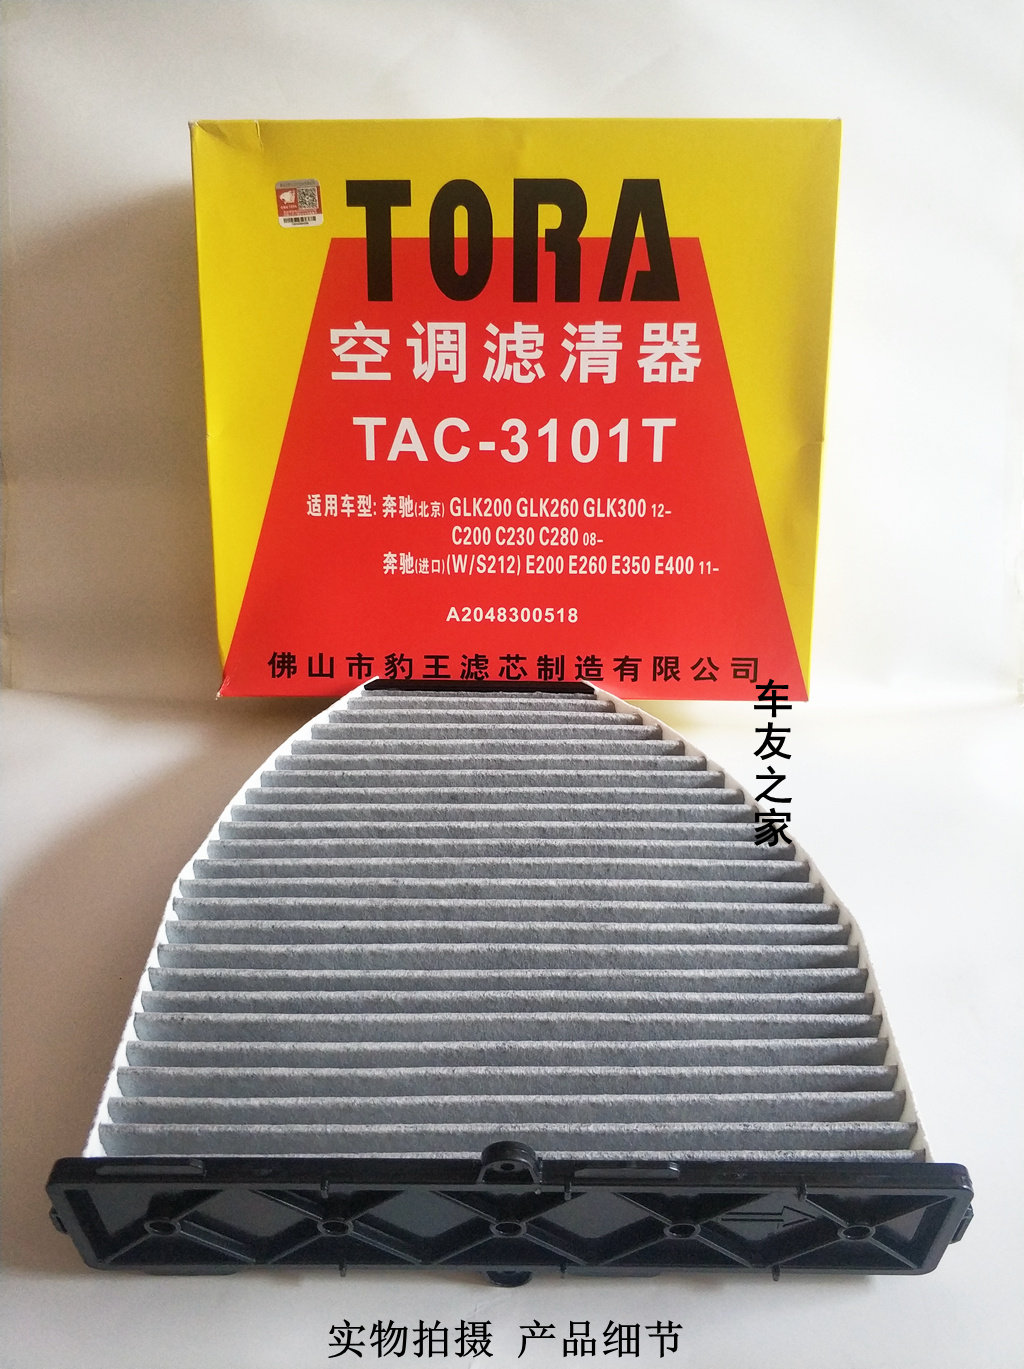 TORA
空调滤清器
TAC-3101T
适用车型: 奔驰(北京) GLK200 GLK260 GLK300 12-
C200 C230 C280 08-
奔驰(进口)(W/S212) E200 E260 E350 E400 11-
A2048300518
佛山市豹王滤芯制造有限公司
车友之家
实物拍摄 产品细节